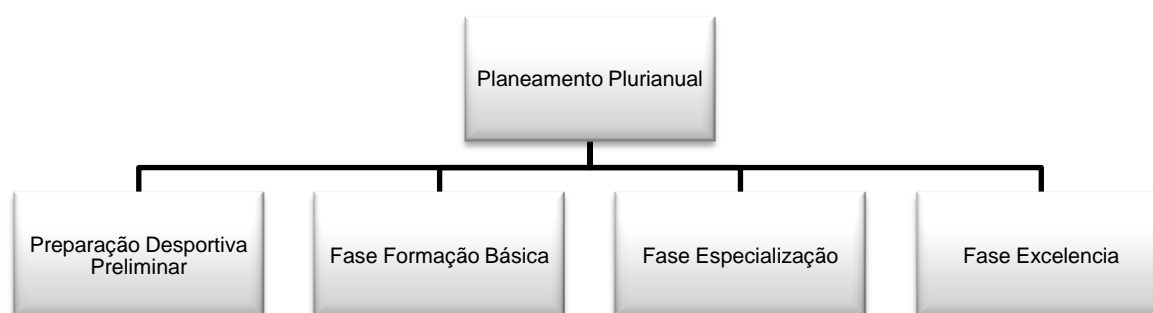 Planeamento Plurianual
Preparação Desportiva
Preliminar
Fase Formação Básica
Fase Especialização
Fase Excelencia